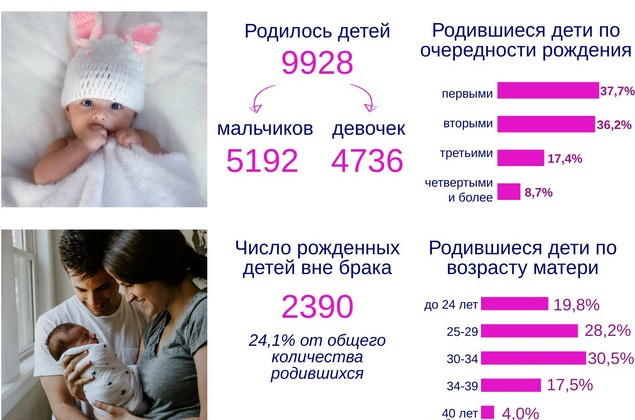 Родилось детей
9928
мальчиков девочек
5192 4736
Родившиеся дети по
очередности рождения
первыми 37,7%
вторыми 36,2%
третьими 17,4%
четвертыми
и более 8,7%
Число рожденных
детей вне брака
2390
24,1% от общего
количества
родившихся
Родившиеся дети по
возрасту матери
до 24 лет 19,8%
25-29 28,2%
30-34 30,5%
34-39 17,5%
40 лет 4,0%